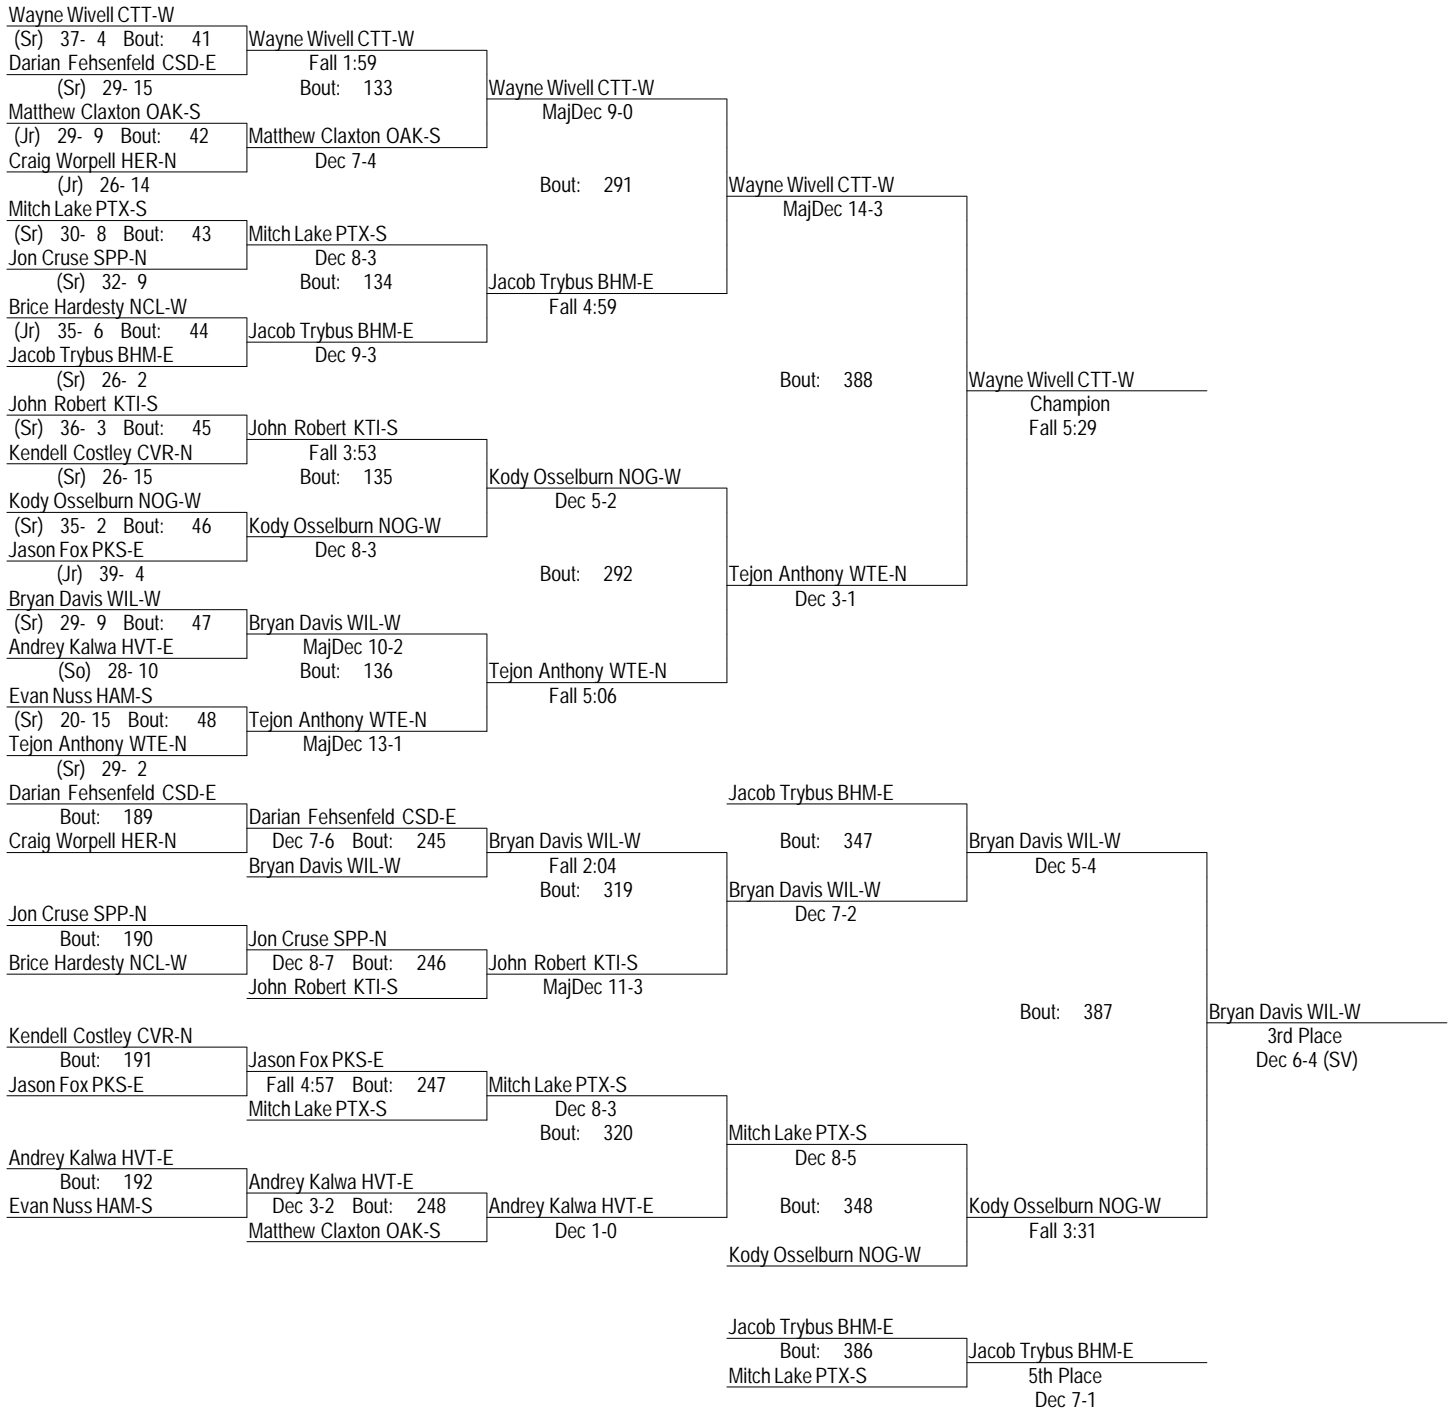 Wayne Wivell CTT-W
(Sr) 37- 4 Bout: 41 Wayne Wivell CTT-W
Darian Fehsenfeld CSD-E Fall 1:59
(Sr) 29- 15 Bout: 133 Wayne Wivell CTT-W
Matthew Claxton OAK-S MajDec 9-0
(Jr) 29- 9 Bout: 42 Matthew Claxton OAK-S
Craig Worpell HER-N Dec 7-4
(Jr) 26- 14 Bout: 291 Wayne Wivell CTT-W
Mitch Lake PTX-S MajDec 14-3
(Sr) 30- 8 Bout: 43 Mitch Lake PTX-S
Jon Cruse SPP-N Dec 8-3
(Sr) 32- 9 Bout: 134 Jacob Trybus BHM-E
Brice Hardesty NCL-W Fall 4:59
(Jr) 35- 6 Bout: 44 Jacob Trybus BHM-E
Jacob Trybus BHM-E Dec 9-3
(Sr) 26- 2 Bout: 388 Wayne Wivell CTT-W
John Robert KTI-S Champion
(Sr) 36- 3 Bout: 45 John Robert KTI-S Fall 5:29
Kendell Costley CVR-N Fall 3:53
(Sr) 26- 15 Bout: 135 Kody Osselburn NOG-W
Kody Osselburn NOG-W Dec 5-2
(Sr) 35- 2 Bout: 46 Kody Osselburn NOG-W
Jason Fox PKS-E Dec 8-3
(Jr) 39- 4 Bout: 292 Tejon Anthony WTE-N
Bryan Davis WIL-W Dec 3-1
(Sr) 29- 9 Bout: 47 Bryan Davis WIL-W
Andrey Kalwa HVT-E MajDec 10-2
(So) 28- 10 Bout: 136 Tejon Anthony WTE-N
Evan Nuss HAM-S Fall 5:06
(Sr) 20- 15 Bout: 48 Tejon Anthony WTE-N
Tejon Anthony WTE-N MajDec 13-1
(Sr) 29- 2
Darian Fehsenfeld CSD-E Jacob Trybus BHM-E
Bout: 189 Darian Fehsenfeld CSD-E
Craig Worpell HER-N Dec 7-6 Bout: 245 Bryan Davis WIL-W Bout: 347 Bryan Davis WIL-W
Bryan Davis WIL-W Fall 2:04 Dec 5-4
Bout: 319 Bryan Davis WIL-W
Jon Cruse SPP-N Dec 7-2
Bout: 190 Jon Cruse SPP-N
Brice Hardesty NCL-W Dec 8-7 Bout: 246 John Robert KTI-S
John Robert KTI-S MajDec 11-3
Bout: 387 Bryan Davis WIL-W
Kendell Costley CVR-N 3rd Place
Bout: 191 Jason Fox PKS-E Dec 6-4 (SV)
Jason Fox PKS-E Fall 4:57 Bout: 247 Mitch Lake PTX-S
Mitch Lake PTX-S Dec 8-3
Bout: 320 Mitch Lake PTX-S
Andrey Kalwa HVT-E Dec 8-5
Bout: 192 Andrey Kalwa HVT-E
Evan Nuss HAM-S Dec 3-2 Bout: 248 Andrey Kalwa HVT-E Bout: 348 Kody Osselburn NOG-W
Matthew Claxton OAK-S Dec 1-0 Fall 3:31
Kody Osselburn NOG-W
Jacob Trybus BHM-E
Bout: 386 Jacob Trybus BHM-E
Mitch Lake PTX-S 5th Place
Dec 7-1